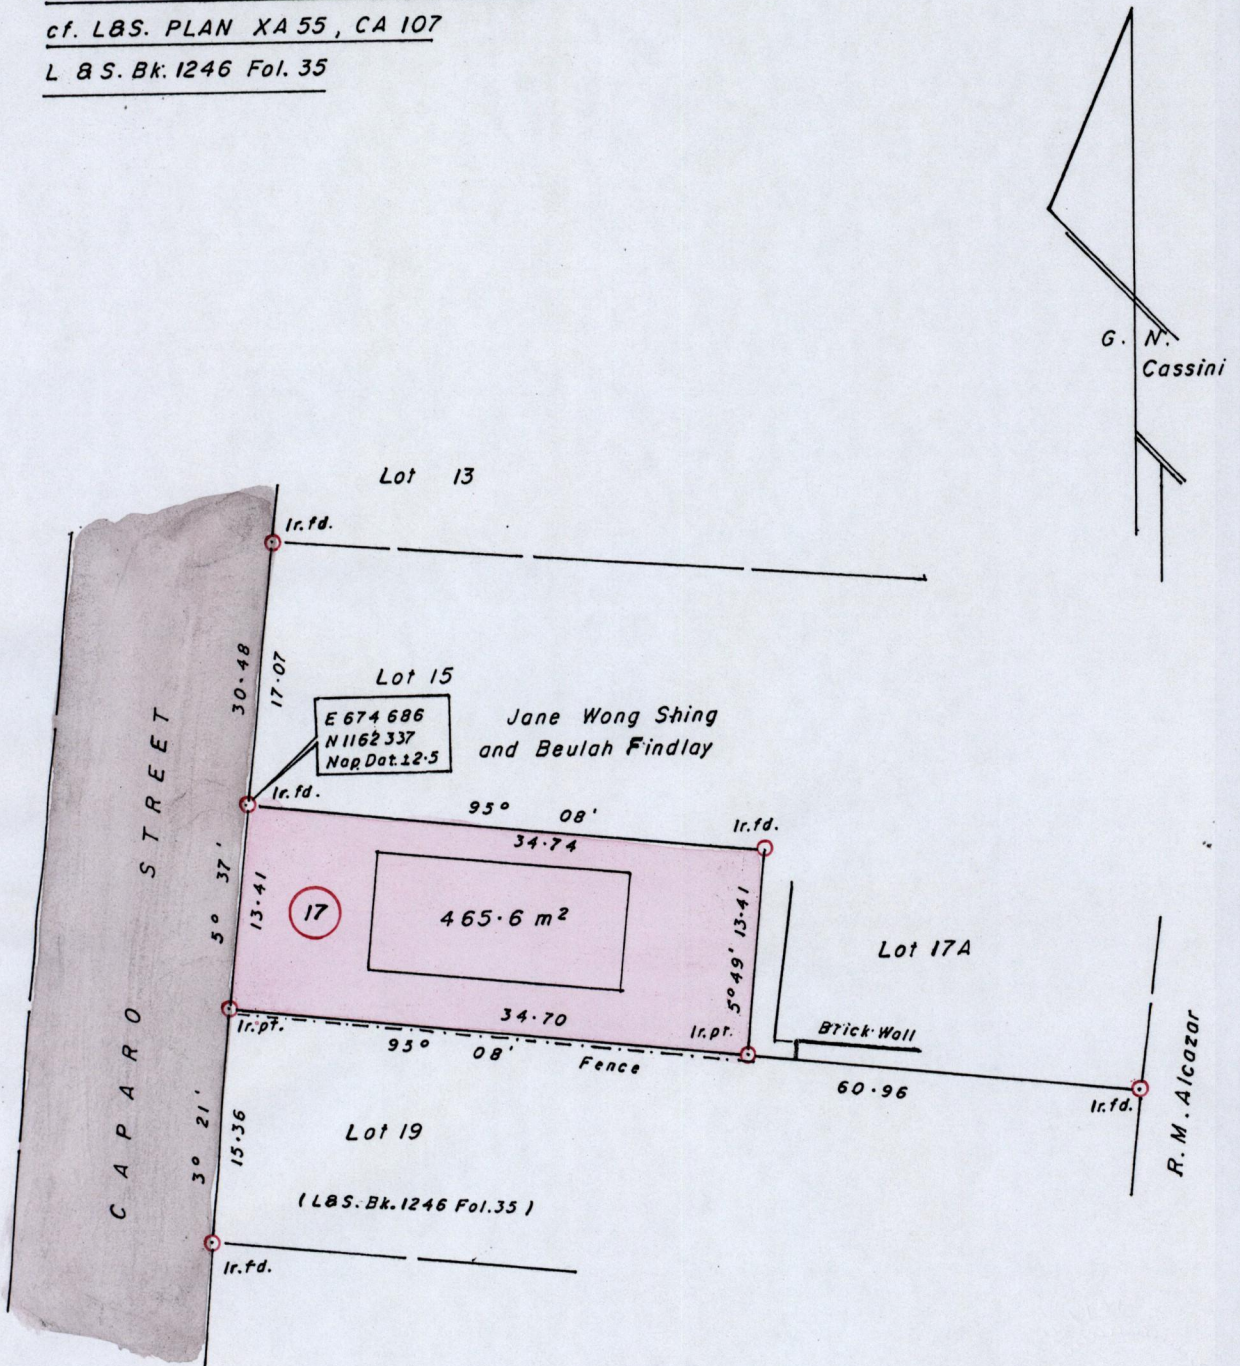 cf. L&S. PLAN XA 55, CA 107
L & S. Bk. 1246 Fol. 35
G. N.
Cassini
Lot 13
Ir. fd.
30·48
17·07
Lot 15
E 674 686
N 1162 337
Nap. Dat. ±2·5
Jane Wong Shing
and Beulah Findlay
Ir. fd.
95° 08'
34·74
Ir. fd.
5° 37'
13·41
17
465·6 m²
5° 49' 13·41
Lot 17A
CAPARO STREET
Ir. pt.
34·70
Ir. pt.
95° 08'
Fence
Brick Wall
60·96
Ir. fd.
R. M. Alcazar
3° 21'
15·36
Lot 19
(L&S. Bk. 1246 Fol. 35)
Ir. fd.